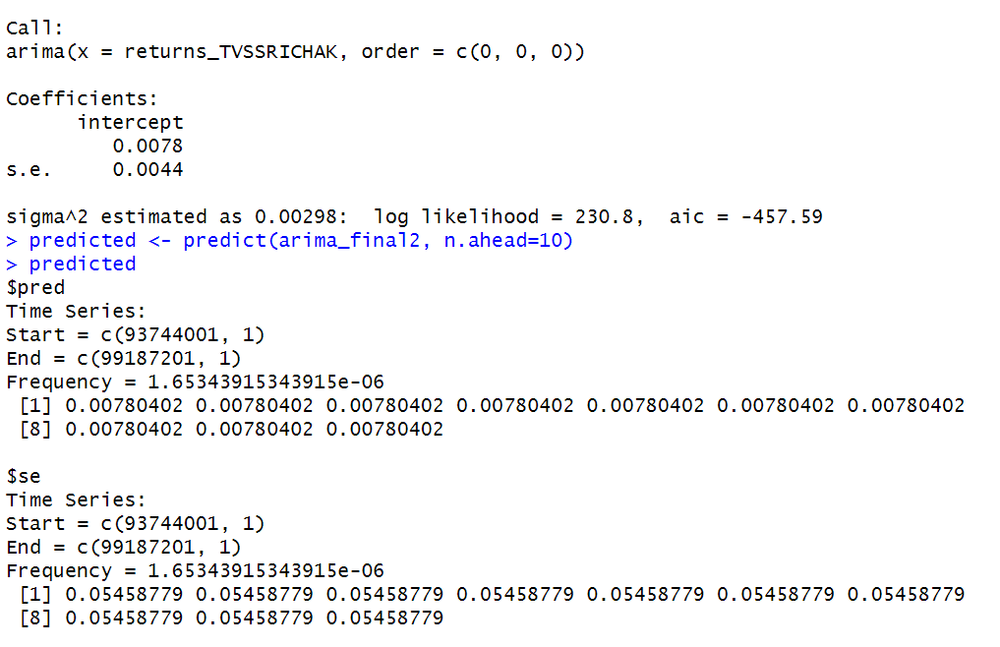 Call:
arima(x = returns_TVSSRICHAK, order = c(0, 0, 0))
Coefficients:
intercept
0.0078
s.e. 0.0044
sigma^2 estimated as 0.00298: log likelihood = 230.8, aic = -457.59
> predicted <- predict(arima_final2, n.ahead=10)
> predicted
$pred
Time Series:
Start = c(93744001, 1)
End = c(99187201, 1)
Frequency = 1.65343915343915e-06
[1] 0.00780402 0.00780402 0.00780402 0.00780402 0.00780402 0.00780402 0.00780402
[8] 0.00780402 0.00780402 0.00780402
$se
Time Series:
Start = c(93744001, 1)
End = c(99187201, 1)
Frequency = 1.65343915343915e-06
[1] 0.05458779 0.05458779 0.05458779 0.05458779 0.05458779 0.05458779 0.05458779
[8] 0.05458779 0.05458779 0.05458779